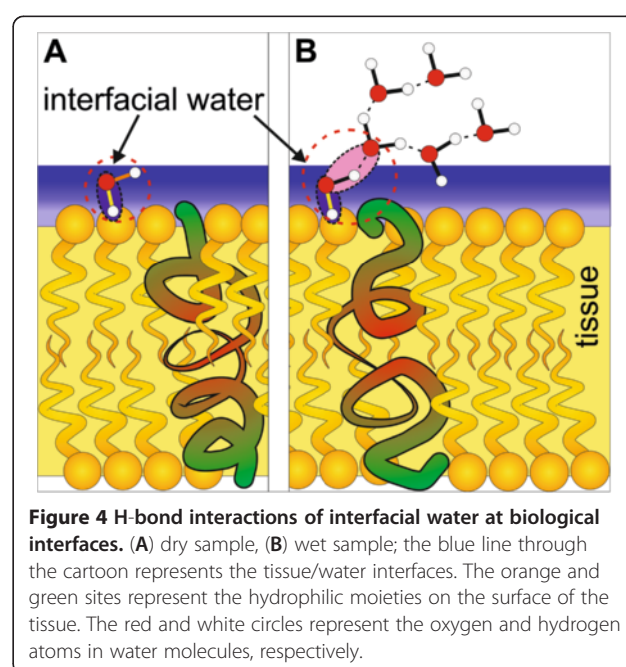 A
B
interfacial water
tissue
Figure 4 H-bond interactions of interfacial water at biological
interfaces. (A) dry sample, (B) wet sample; the blue line through
the cartoon represents the tissue/water interfaces. The orange and
green sites represent the hydrophilic moieties on the surface of the
tissue. The red and white circles represent the oxygen and hydrogen
atoms in water molecules, respectively.